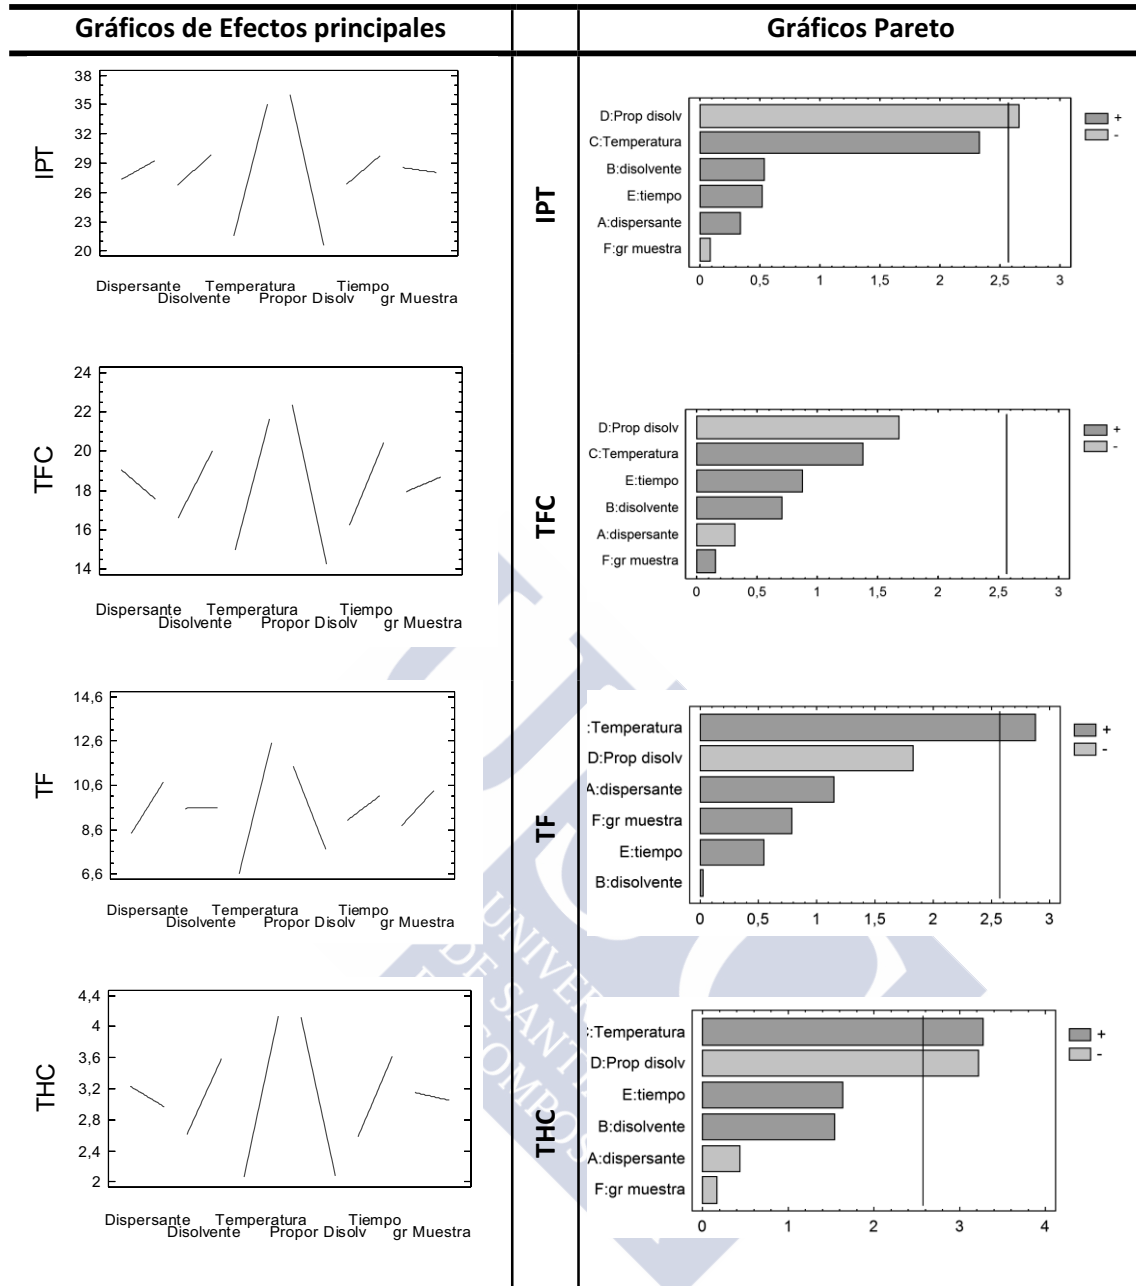 Gráficos de Efectos principales
Gráficos Pareto
IPT
38
35
32
29
26
23
20
Dispersante Temperatura Tiempo
Disolvente Propor Disolv gr Muestra
IPT
D:Prop disolv
C:Temperatura
B:disolvente
E:tiempo
A:dispersante
F:gr muestra
0 0,5 1 1,5 2 2,5 3
+
-
TFC
24
22
20
18
16
14
Dispersante Temperatura Tiempo
Disolvente Propor Disolv gr Muestra
TFC
D:Prop disolv
C:Temperatura
E:tiempo
B:disolvente
A:dispersante
F:gr muestra
0 0,5 1 1,5 2 2,5 3
+
-
TF
14,6
12,6
10,6
8,6
6,6
Dispersante Temperatura Tiempo
Disolvente Propor Disolv gr Muestra
TF
:Temperatura
D:Prop disolv
A:dispersante
F:gr muestra
E:tiempo
B:disolvente
0 0,5 1 1,5 2 2,5 3
+
-
THC
4,4
4
3,6
3,2
2,8
2,4
2
Dispersante Temperatura Tiempo
Disolvente Propor Disolv gr Muestra
THC
C:Temperatura
D:Prop disolv
E:tiempo
B:disolvente
A:dispersante
F:gr muestra
0 1 2 3 4
+
-